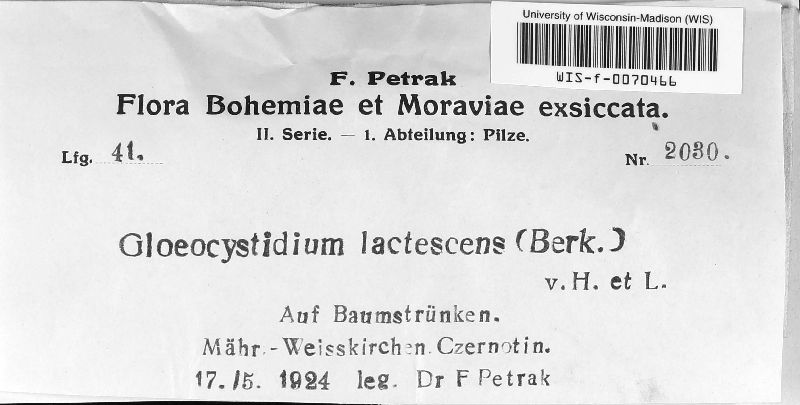 University of Wisconsin-Madison (WIS)
WIS-f-0070466
F. Petrak
Flora Bohemiae et Moraviae exsiccata.
II. Serie. — 1. Abteilung: Pilze.
Lfg. 41.
Nr. 2030.
Gloeocystidium lactescens (Berk.)
v. H. et L.
Auf Baumstrünken.
Mähr.-Weisskirchen. Czernotin.
17./5. 1924 leg. Dr F Petrak